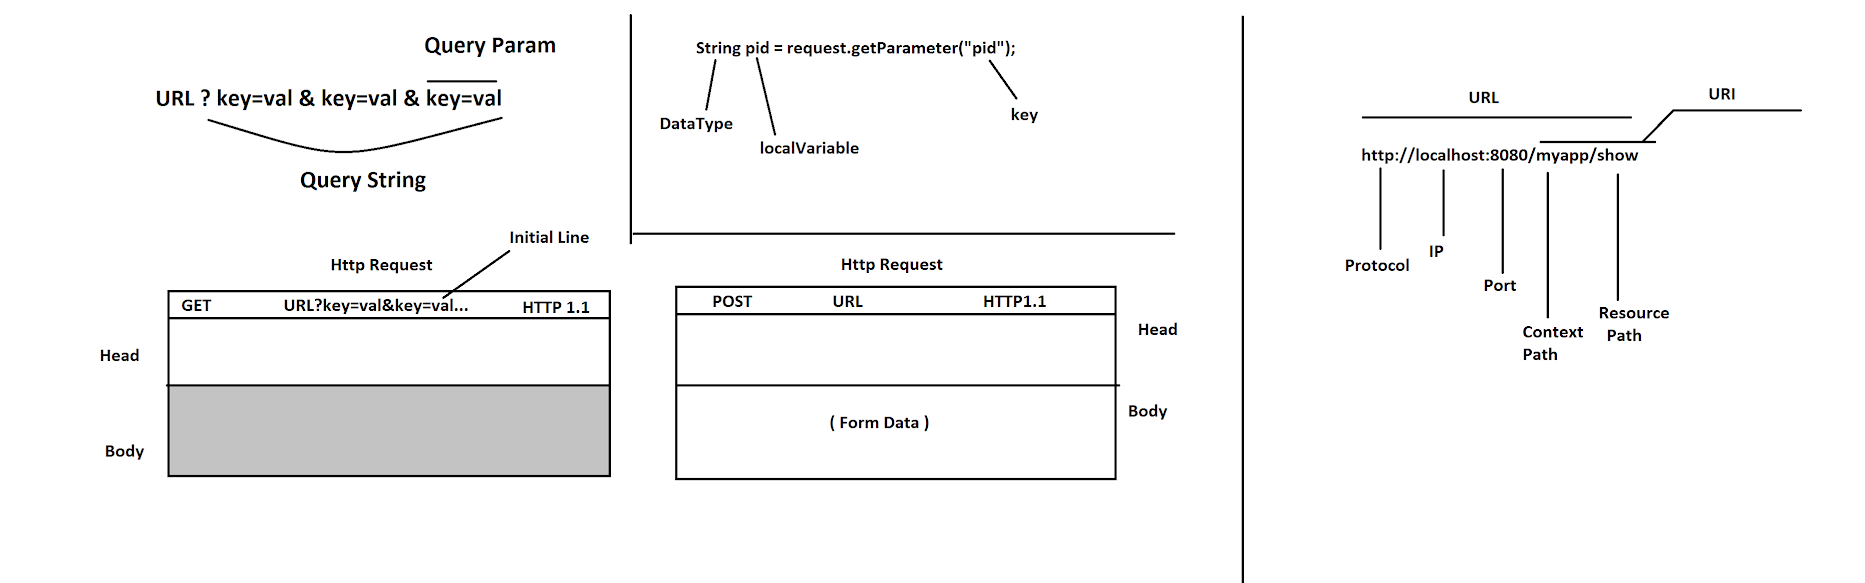 Query Param
URL ? key=val & key=val & key=val
Query String
String pid = request.getParameter("pid");
DataType
localVariable
key
URL
URI
http://localhost:8080/myapp/show
Protocol
IP
Port
Context
Path
Resource
Path
Initial Line
Http Request
GET URL?key=val&key=val... HTTP 1.1
Head
Body
Http Request
POST URL HTTP1.1
Head
( Form Data )
Body